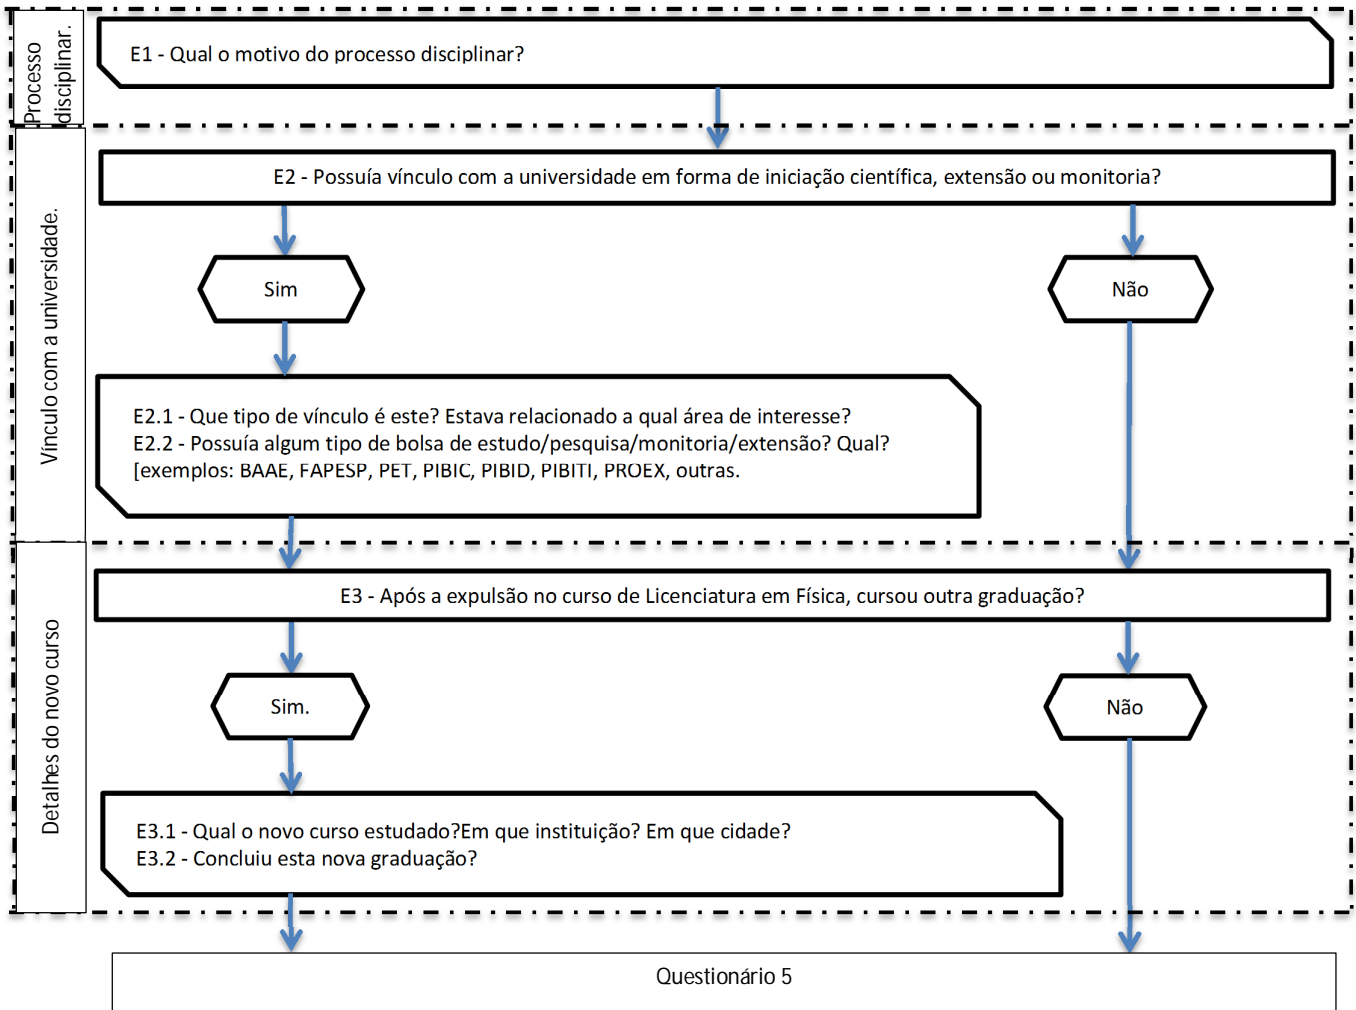 Processo
disciplinar.
E1 - Qual o motivo do processo disciplinar?
Vínculo com a universidade.
E2 - Possuía vínculo com a universidade em forma de iniciação científica, extensão ou monitoria?
Sim
Não
E2.1 - Que tipo de vínculo é este? Estava relacionado a qual área de interesse?
E2.2 - Possuía algum tipo de bolsa de estudo/pesquisa/monitoria/extensão? Qual?
[exemplos: BAAE, FAPESP, PET, PIBIC, PIBID, PIBITI, PROEX, outras.
Detalhes do novo curso
E3 - Após a expulsão no curso de Licenciatura em Física, cursou outra graduação?
Sim.
Não
E3.1 - Qual o novo curso estudado?Em que instituição? Em que cidade?
E3.2 - Concluiu esta nova graduação?
Questionário 5